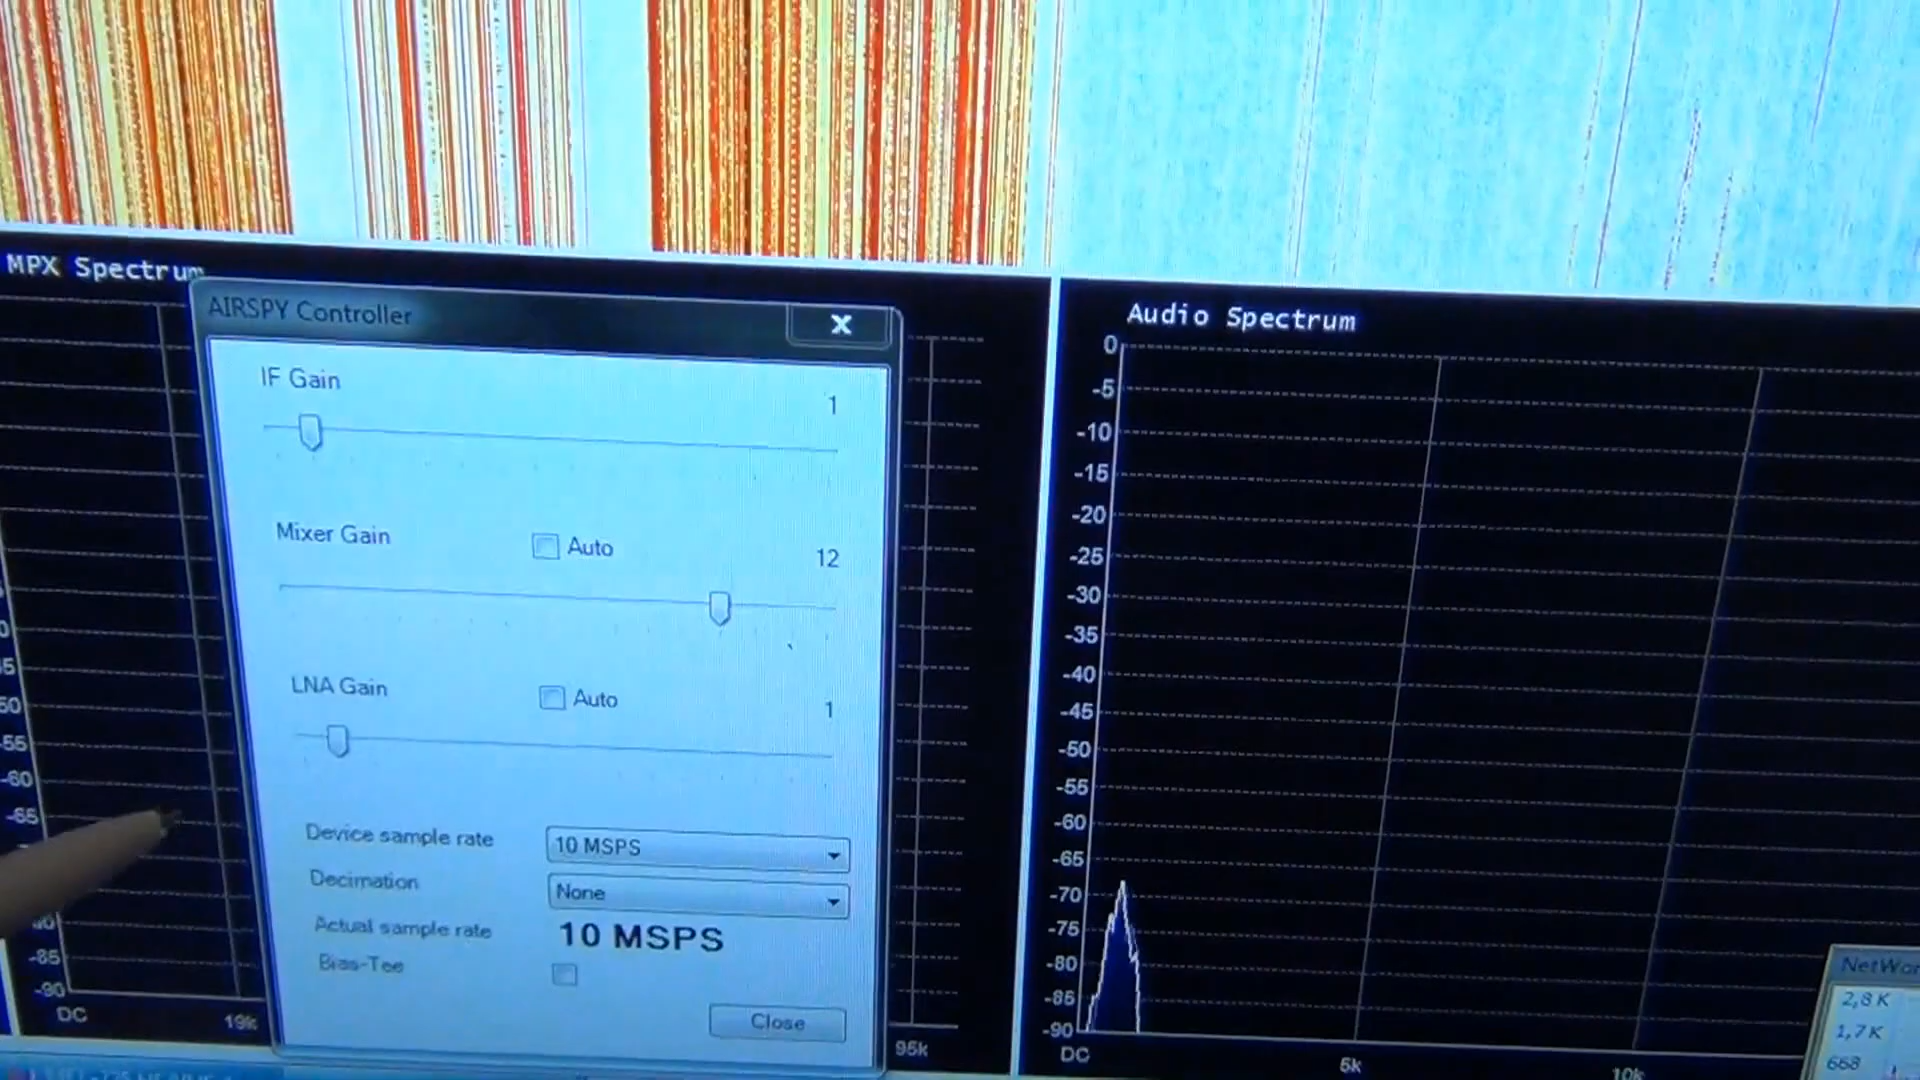 MPX Spectrum
AIRSPY Controller
X
IF Gain
1
Mixer Gain
Auto
12
LNA Gain
Auto
1
Device sample rate
10 MSPS
Decimation
None
Actual sample rate
10 MSPS
Bias-Tee
Close
-55
-60
-65
-85
-90
DC
19k
95k
Audio Spectrum
0
-5
-10
-15
-20
-25
-30
-35
-40
-45
-50
-55
-60
-65
-70
-75
-80
-85
-90
DC
5k
10k
2,8 K
1,7K
668